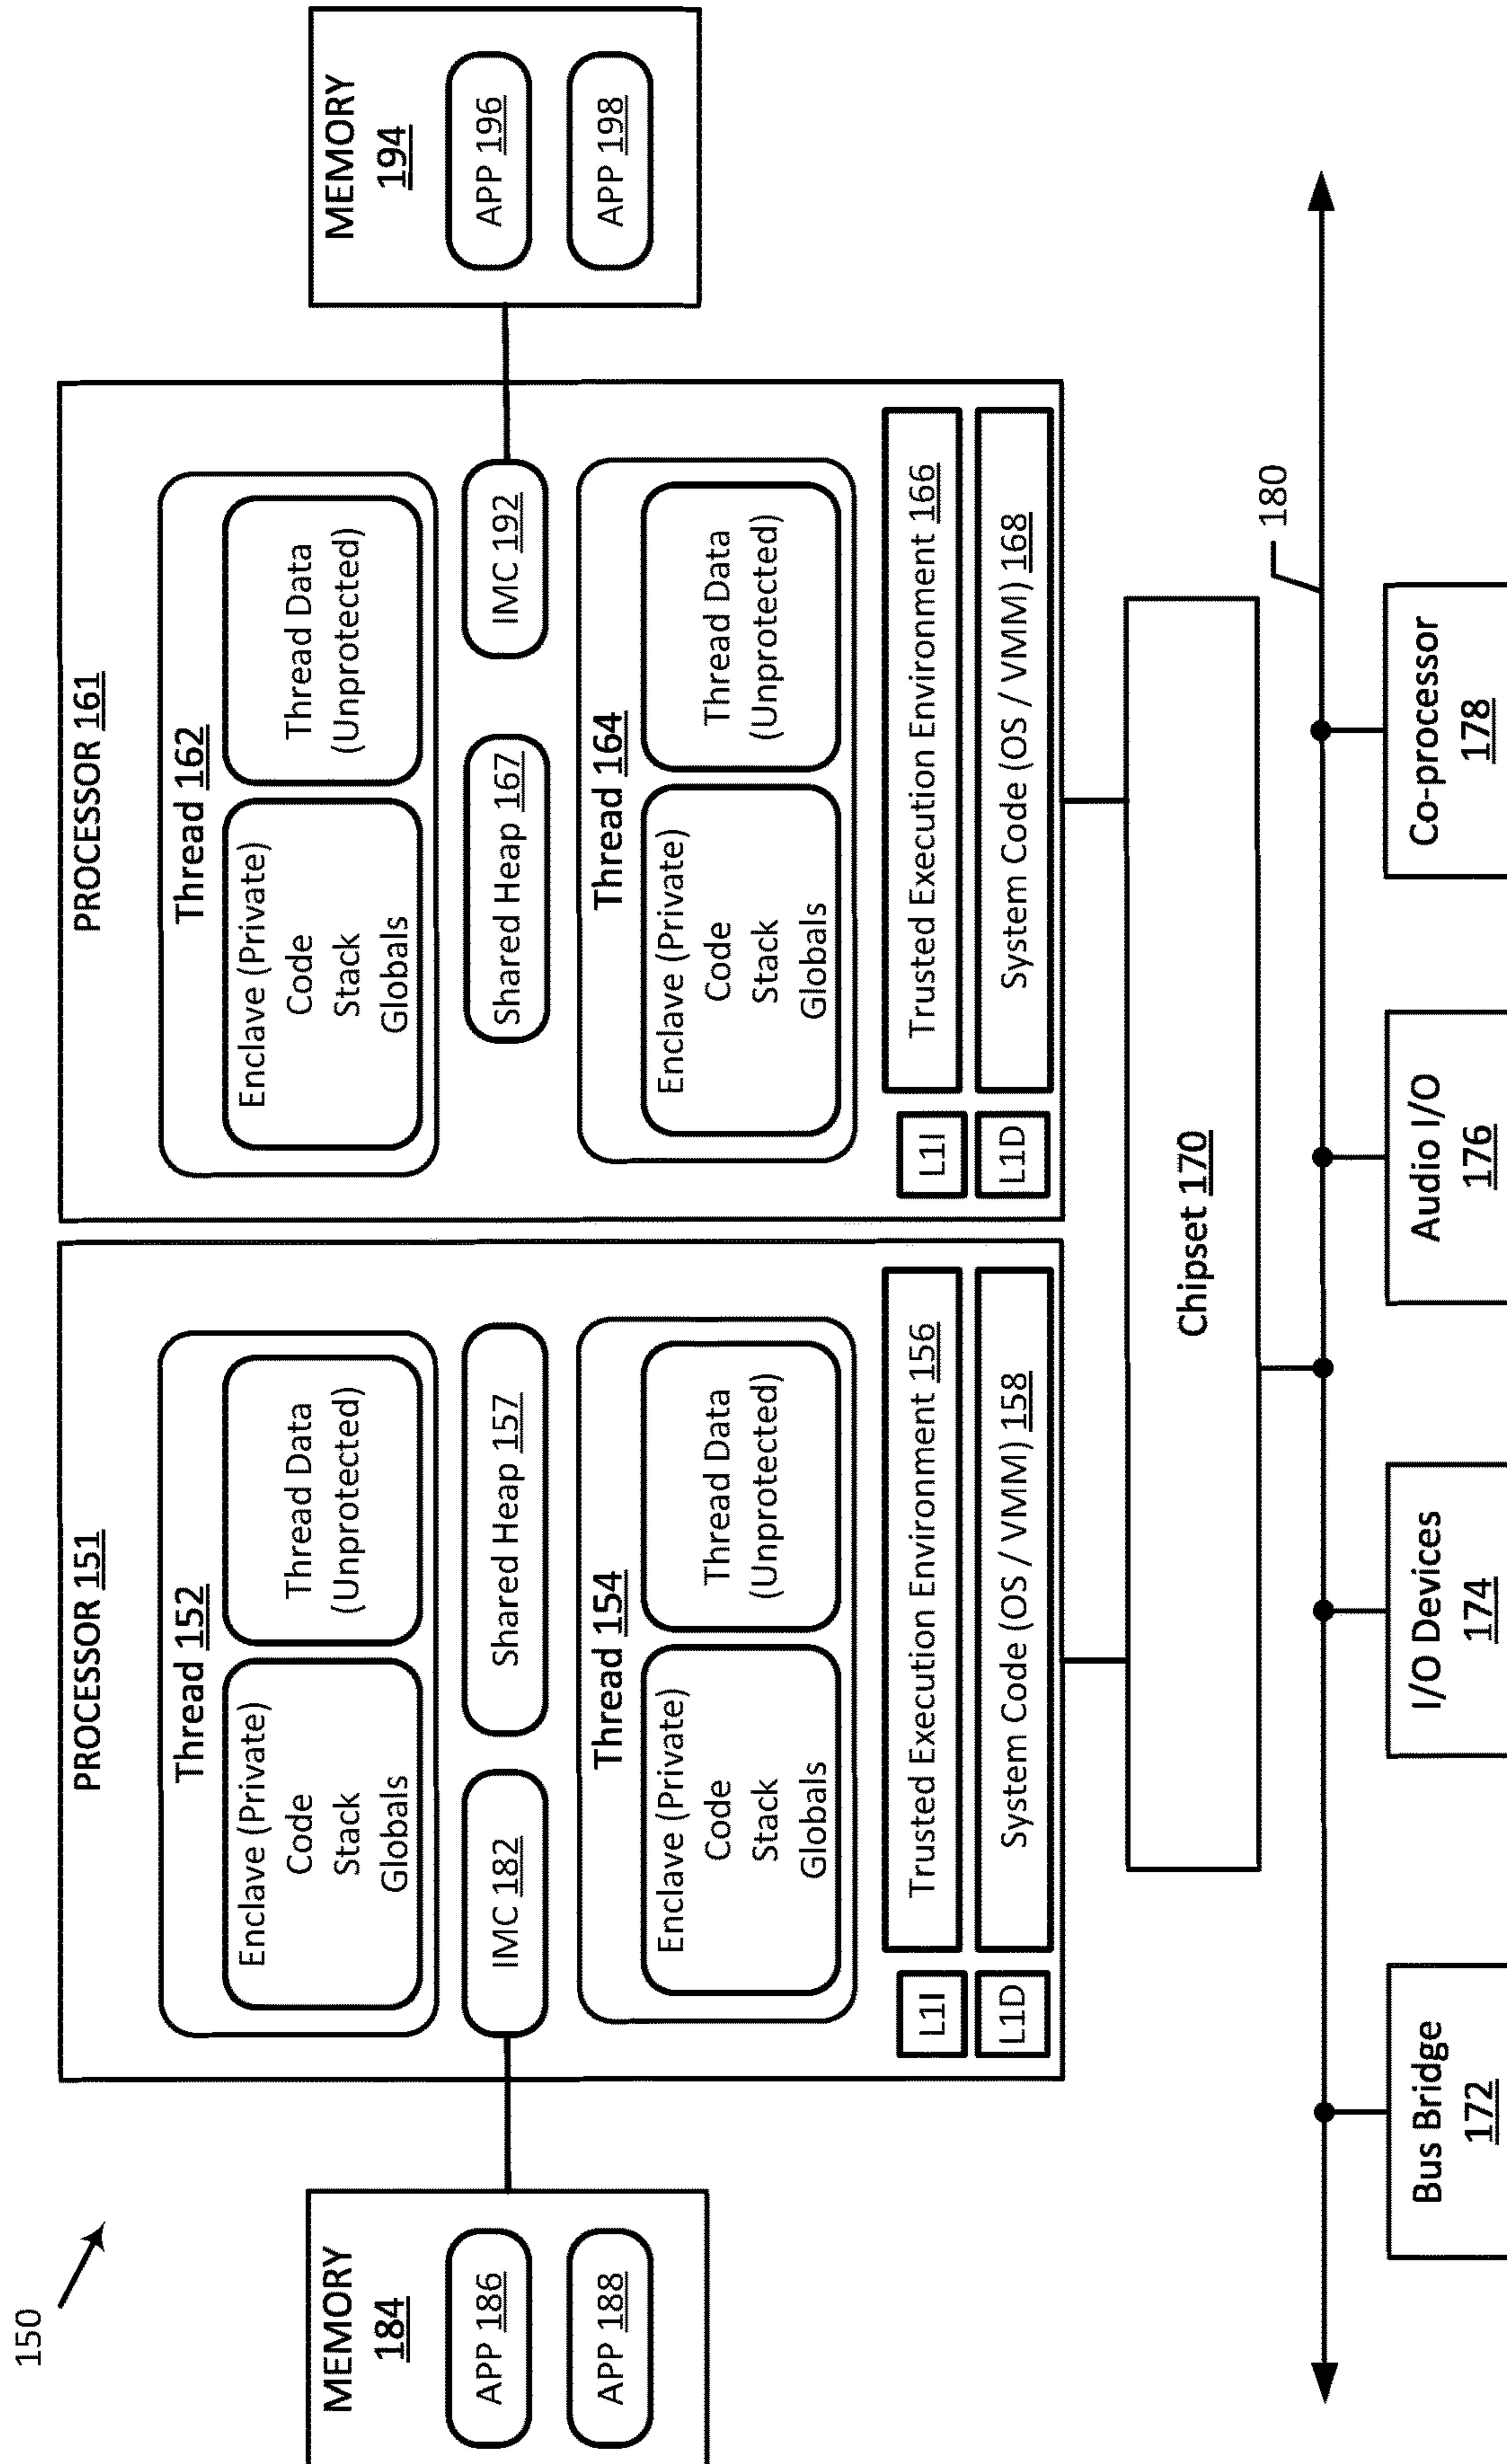 150
MEMORY
184
APP 186
APP 188
PROCESSOR 151
Thread 152
Enclave (Private)
Code
Stack
Globals
Thread Data
(Unprotected)
IMC 182
Shared Heap 157
Thread 154
Enclave (Private)
Code
Stack
Globals
Thread Data
(Unprotected)
L1I
Trusted Execution Environment 156
L1D
System Code (OS / VMM) 158
PROCESSOR 161
Thread 162
Enclave (Private)
Code
Stack
Globals
Thread Data
(Unprotected)
Shared Heap 167
IMC 192
Thread 164
Enclave (Private)
Code
Stack
Globals
Thread Data
(Unprotected)
L1I
Trusted Execution Environment 166
L1D
System Code (OS / VMM) 168
MEMORY
194
APP 196
APP 198
Chipset 170
180
Bus Bridge
172
I/O Devices
174
Audio I/O
176
Co-processor
178